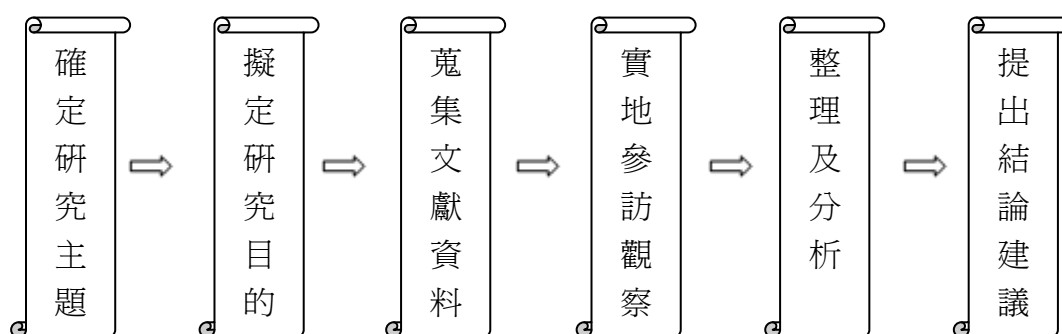 確定研究主題
擬定研究目的
蒐集文獻資料
實地參訪觀察
整理及分析
提出結論建議